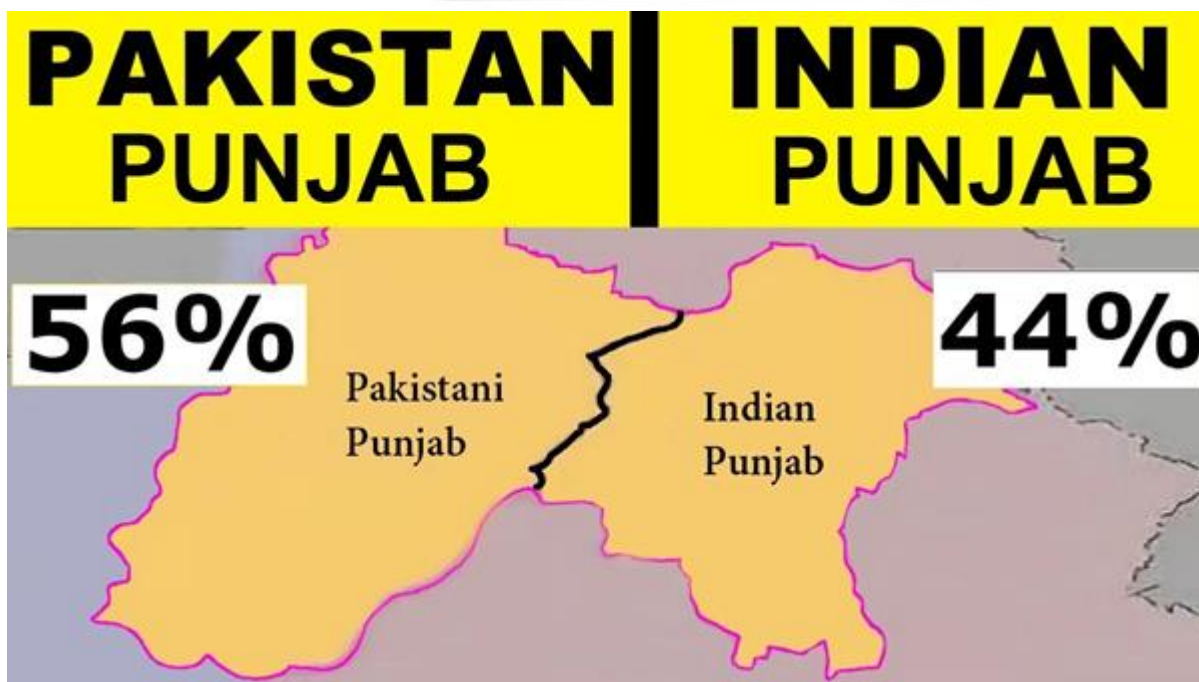 PAKISTAN
PUNJAB
INDIAN
PUNJAB
56%
44%
Pakistani
Punjab
Indian
Punjab